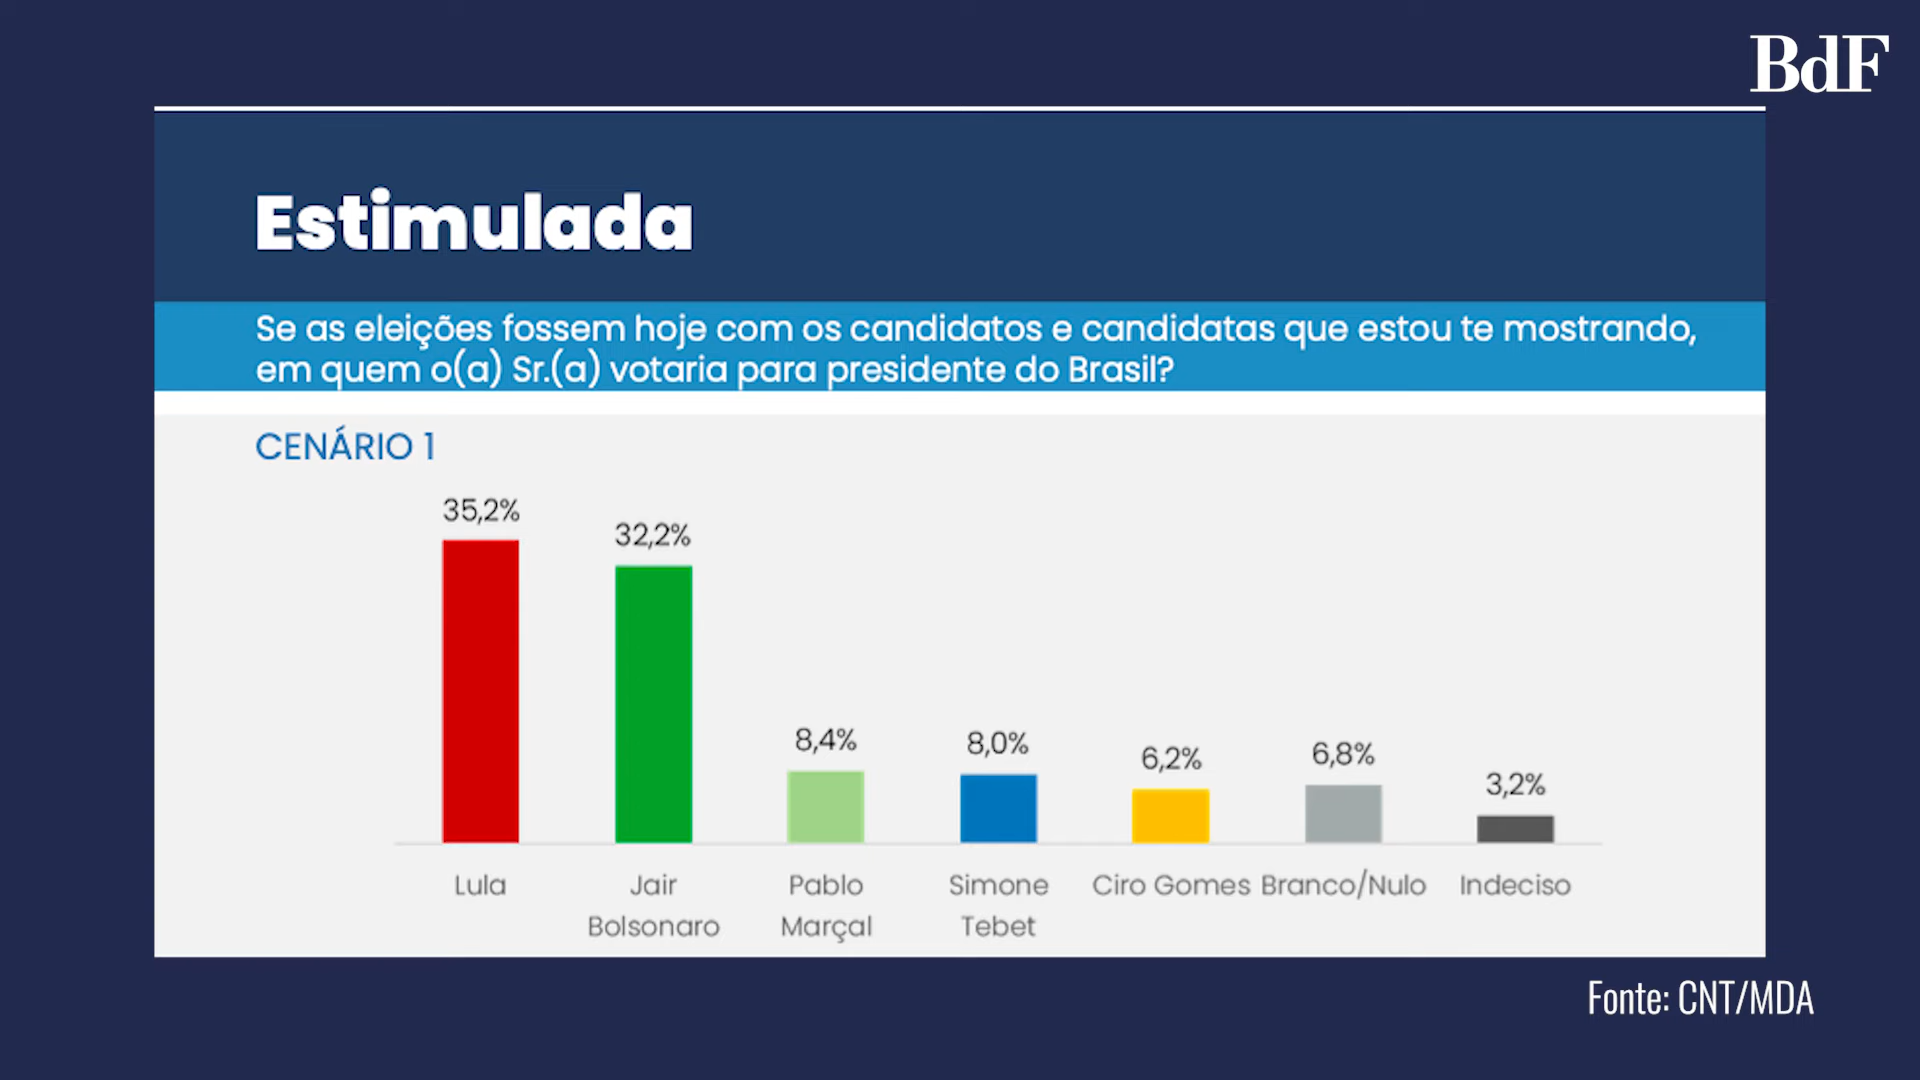 BdF
Estimulada
Se as eleições fossem hoje com os candidatos e candidatas que estou te mostrando,
em quem o(a) Sr.(a) votaria para presidente do Brasil?
CENÁRIO 1
35,2%
32,2%
8,4%
8,0%
6,2%
6,8%
3,2%
Lula
Jair
Bolsonaro
Pablo
Marçal
Simone
Tebet
Ciro Gomes
Branco/Nulo
Indeciso
Fonte: CNT/MDA